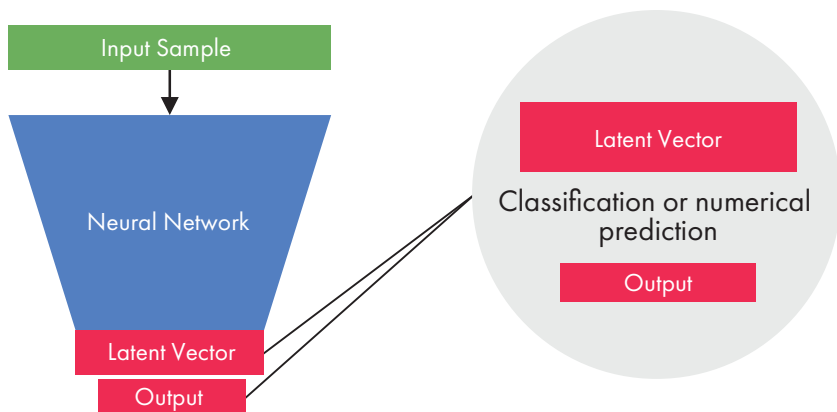 Input Sample
Neural Network
Latent Vector
Output
Latent Vector
Classification or numerical
prediction
Output